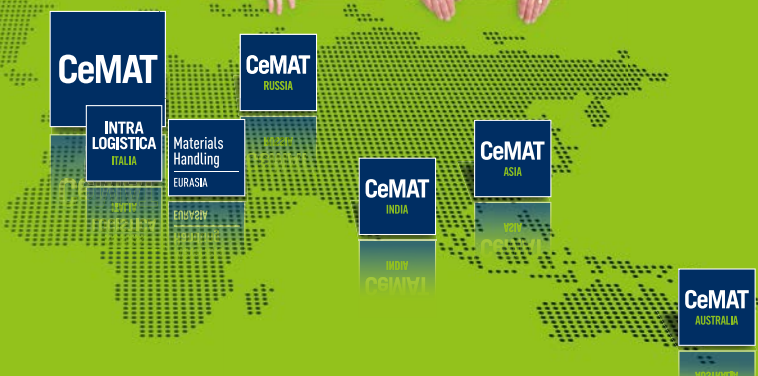 CeMAT
INTRA
LOGISTICA
ITALIA
Materials
Handling
EURASIA
CeMAT
RUSSIA
CeMAT
INDIA
CeMAT
ASIA
CeMAT
AUSTRALIA